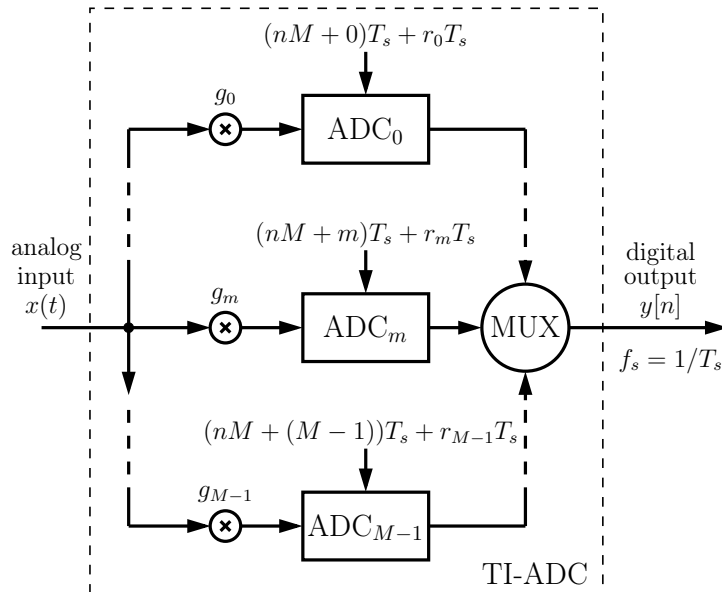 (nM + 0)T_s + r_0T_s
g_0
ADC_0
(nM + m)T_s + r_mT_s
analog
input
x(t)
g_m
ADC_m
MUX
digital
output
y[n]
f_s = 1/T_s
(nM + (M − 1))T_s + r_{M−1}T_s
g_{M−1}
ADC_{M−1}
TI-ADC